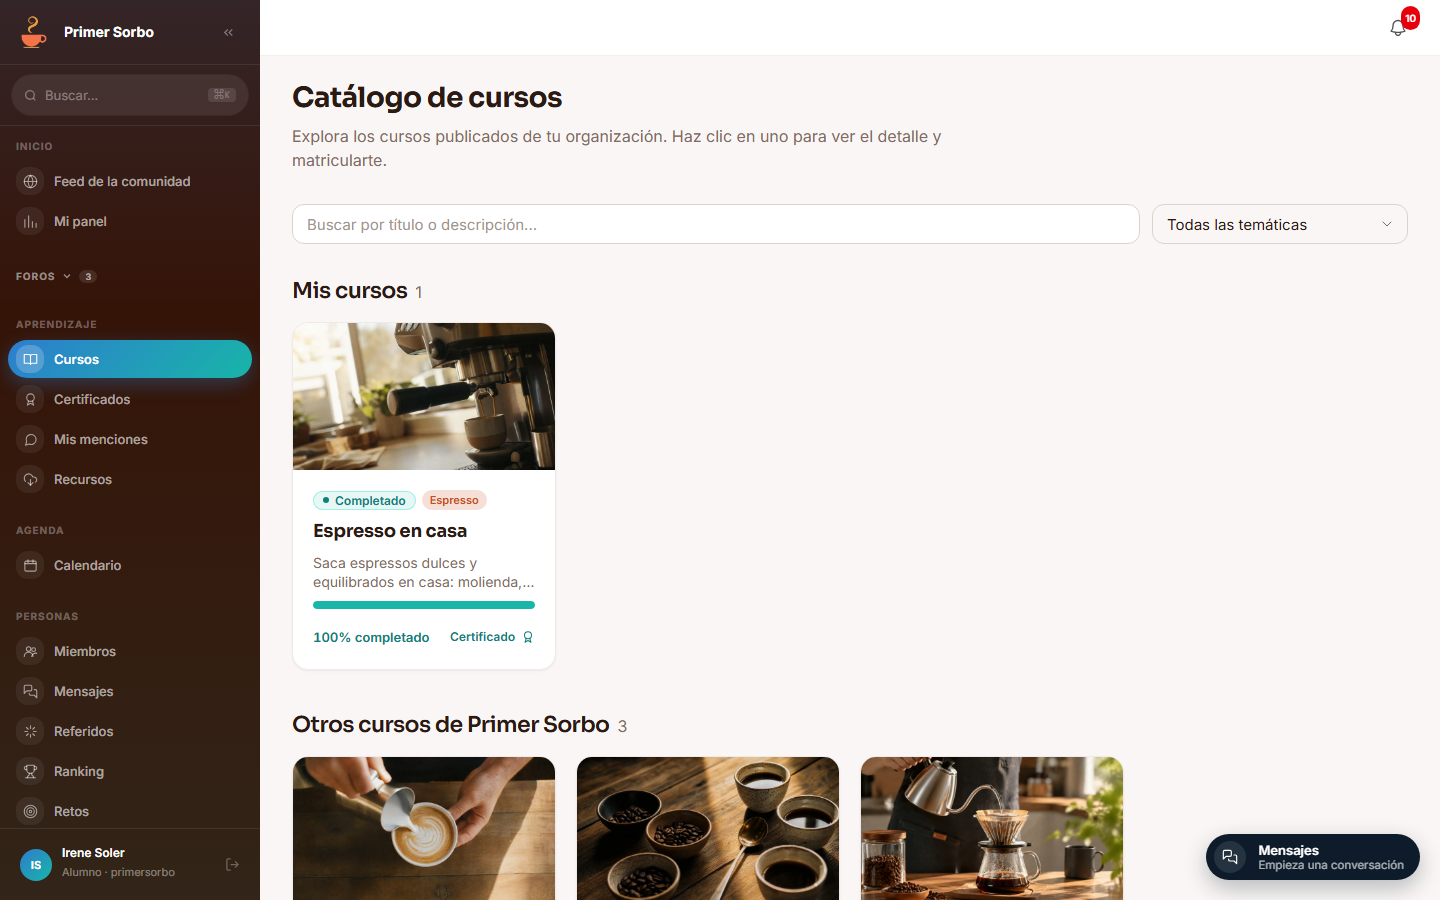 Primer Sorbo
Buscar...
⌘K
INICIO
Feed de la comunidad
Mi panel
FOROS 3
APRENDIZAJE
Cursos
Certificados
Mis menciones
Recursos
AGENDA
Calendario
PERSONAS
Miembros
Mensajes
Referidos
Ranking
Retos
IS
Irene Soler
Alumno · primersorbo
10
Catálogo de cursos
Explora los cursos publicados de tu organización. Haz clic en uno para ver el detalle y
matricularte.
Buscar por título o descripción...
Todas las temáticas
Mis cursos 1
Completado
Espresso
Espresso en casa
Saca espressos dulces y
equilibrados en casa: molienda,...
100% completado
Certificado
Otros cursos de Primer Sorbo 3
Mensajes
Empieza una conversación